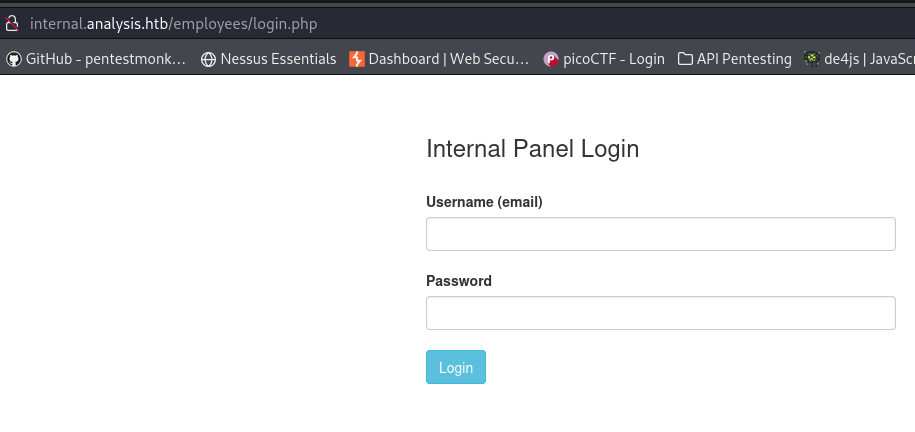 internal.analysis.htb/employees/login.php
GitHub - pentestmonk... Nessus Essentials Dashboard | Web Secu... picoCTF - Login API Pentesting de4js | JavaScr
Internal Panel Login
Username (email)
Password
Login